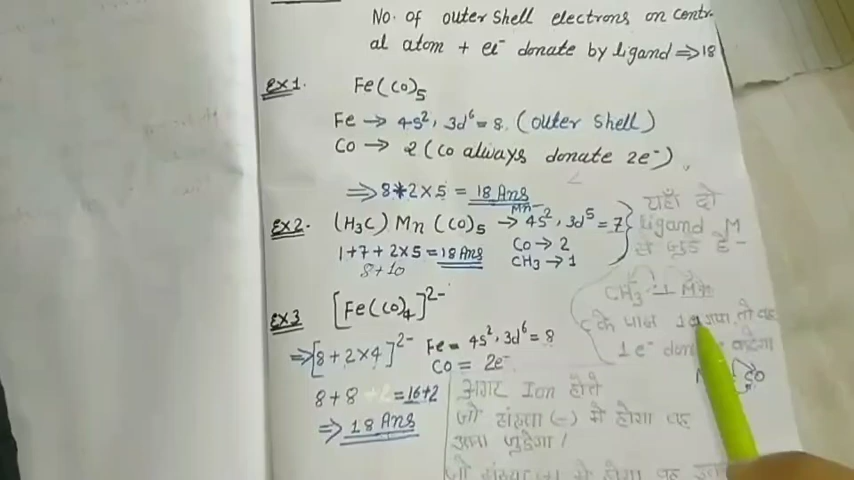 No. of outer shell electrons on contr-
al atom + e⁻ donate by ligand ⇒ 18
Ex1. Fe(Co)₅
Fe → 4s², 3d⁶ = 8. (outer shell)
Co → 2 (Co always donate 2e⁻)
⇒ 8*2×5 = 18 Ans
Mn-
Ex2. (H₃C) Mn (Co)₅ → 4s², 3d⁵ = 7
1+7+2×5 = 18 Ans
8+10
Co → 2
CH₃ → 1
यहाँ दो
ligand M
से जुड़े है -
CH₃
1e⁻
Ex3 [Fe(Co)₄]²⁻
⇒ [8+2×4]²⁻
Fe = 4s², 3d⁶ = 8
Co = 2e⁻
8+8 = 16+2
⇒ 18 Ans
अगर Ion होते
जो संख्या (-) में होगा वह
उतना जुड़ेगा।